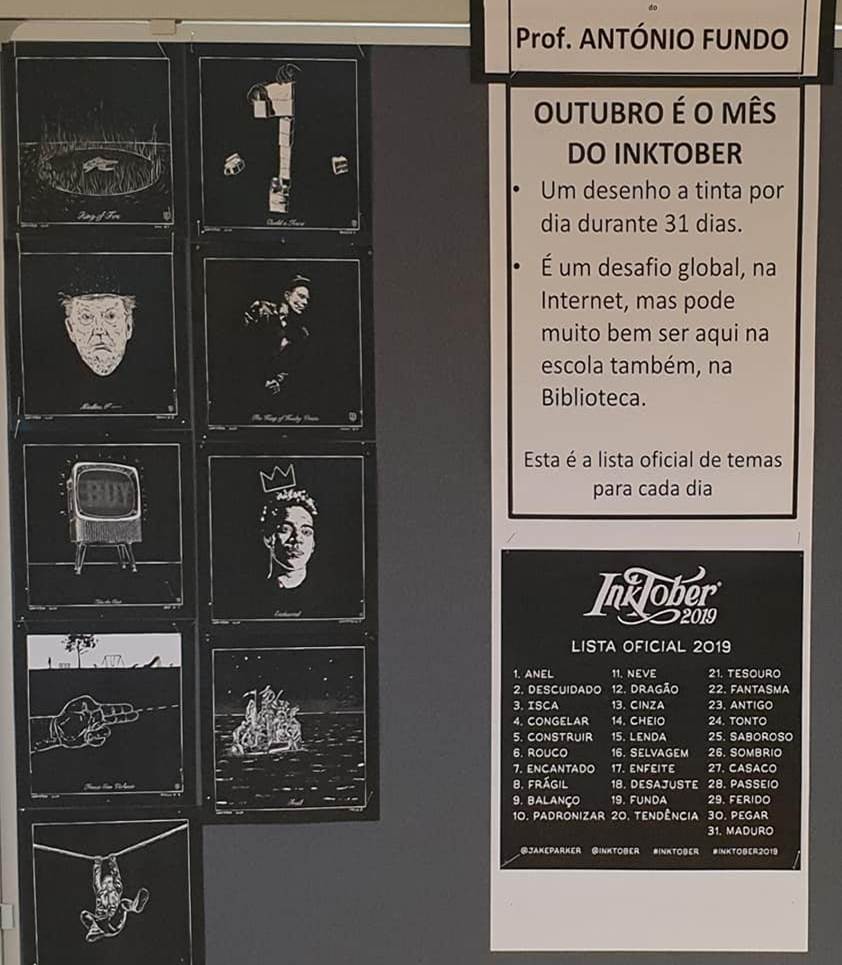 do
Prof. ANTÓNIO FUNDO
OUTUBRO É O MÊS
DO INKTOBER
• Um desenho a tinta por
dia durante 31 dias.
• É um desafio global, na
Internet, mas pode
muito bem ser aqui na
escola também, na
Biblioteca.
Esta é a lista oficial de temas
para cada dia
INKTOBER
2019
LISTA OFICIAL 2019
1. ANEL
2. DESCUIDADO
3. ISCA
4. CONGELAR
5. CONSTRUIR
6. ROUCO
7. ENCANTADO
8. FRÁGIL
9. BALANÇO
10. PADRONIZAR
11. NEVE
12. DRAGÃO
13. CINZA
14. CHEIO
15. LENDA
16. SELVAGEM
17. ENFEITE
18. DESAJUSTE
19. FUNDA
20. TENDÊNCIA
21. TESOURO
22. FANTASMA
23. ANTIGO
24. TONTO
25. SABOROSO
26. SOMBRIO
27. CASACO
28. PASSEIO
29. FERIDO
30. PEGAR
31. MADURO
@JAKEPARKER @INKTOBER #INKTOBER #INKTOBER2019
Ring of Fire
Build a
BUY
Enchanted
Frail